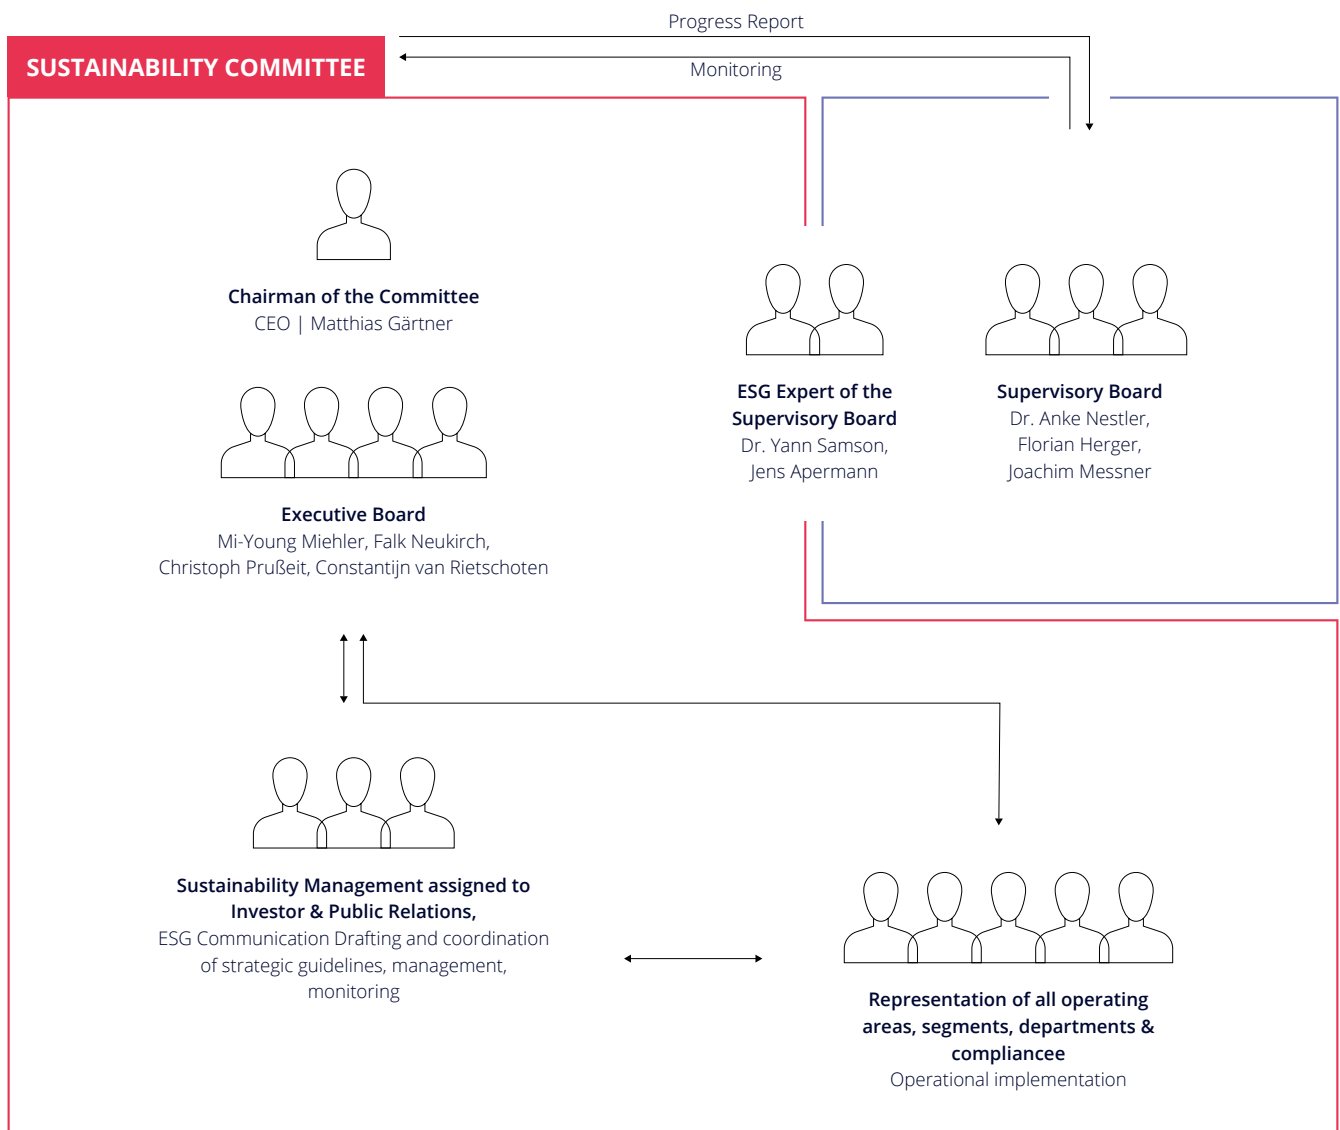 Progress Report
SUSTAINABILITY COMMITTEE
Monitoring
Chairman of the Committee
CEO | Matthias Gärtner
Executive Board
Mi-Young Miehler, Falk Neukirch,
Christoph Prußeit, Constantijn van Rietschoten
ESG Expert of the
Supervisory Board
Dr. Yann Samson,
Jens Apermann
Supervisory Board
Dr. Anke Nestler,
Florian Herger,
Joachim Messner
Sustainability Management assigned to
Investor & Public Relations,
ESG Communication Drafting and coordination
of strategic guidelines, management,
monitoring
Representation of all operating
areas, segments, departments &
compliancee
Operational implementation